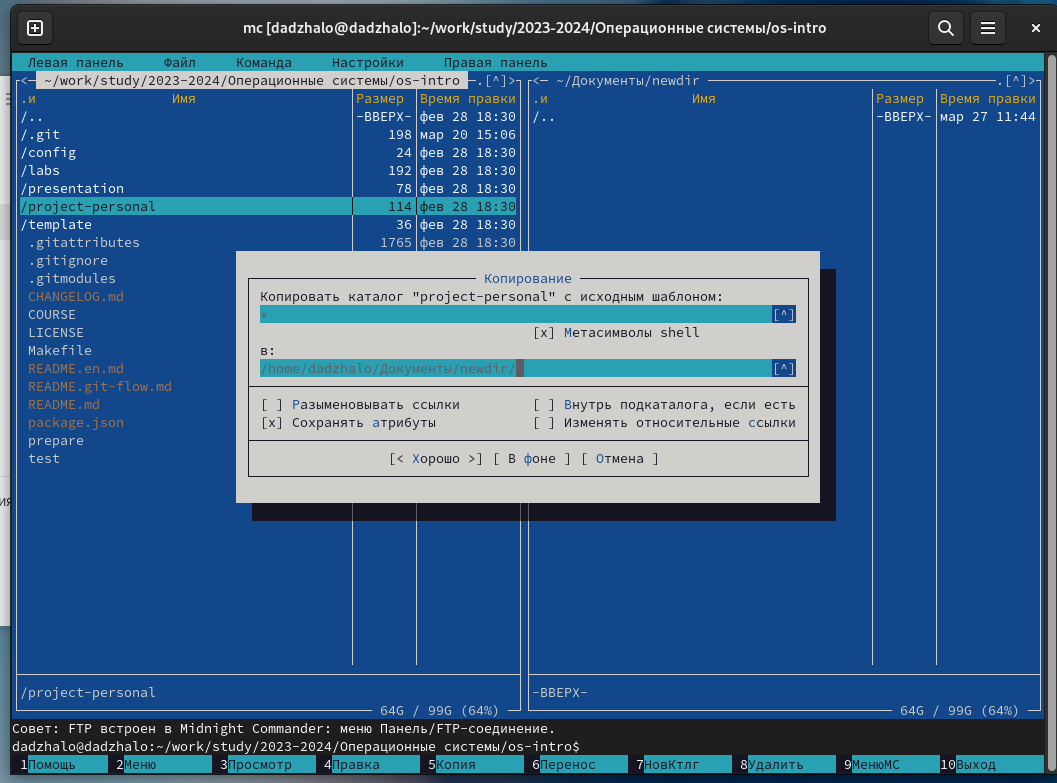 mc [dadzhalo@dadzhalo]:~/work/study/2023-2024/Операционные системы/os-intro
Левая панель Файл Команда Настройки Правая панель
<─ ~/work/study/2023-2024/Операционные системы/os-intro ─.[^]>
.и Имя Размер Время правки
/.. -ВВЕРХ- фев 28 18:30
/.git 198 мар 20 15:06
/config 24 фев 28 18:30
/labs 192 фев 28 18:30
/presentation 78 фев 28 18:30
/project-personal 114 фев 28 18:30
/template 36 фев 28 18:30
.gitattributes 1765 фев 28 18:30
.gitignore
.gitmodules
CHANGELOG.md
COURSE
LICENSE
Makefile
README.en.md
README.git-flow.md
README.md
package.json
prepare
test
/project-personal
64G / 99G (64%)
<─ ~/Документы/newdir ─.[^]>
.и Имя Размер Время правки
/.. -ВВЕРХ- мар 27 11:44
-ВВЕРХ-
64G / 99G (64%)
Копирование
Копировать каталог "project-personal" с исходным шаблоном:
* [^]
[x] Метасимволы shell
в:
/home/dadzhalo/Документы/newdir/ [^]
[ ] Разыменовывать ссылки [ ] Внутрь подкаталога, если есть
[x] Сохранять атрибуты [ ] Изменять относительные ссылки
[< Хорошо >] [ В фоне ] [ Отмена ]
Совет: FTP встроен в Midnight Commander: меню Панель/FTP-соединение.
dadzhalo@dadzhalo:~/work/study/2023-2024/Операционные системы/os-intro$
1Помощь 2Меню 3Просмотр 4Правка 5Копия 6Перенос 7НовКтлг 8Удалить 9МенюMC 10Выход